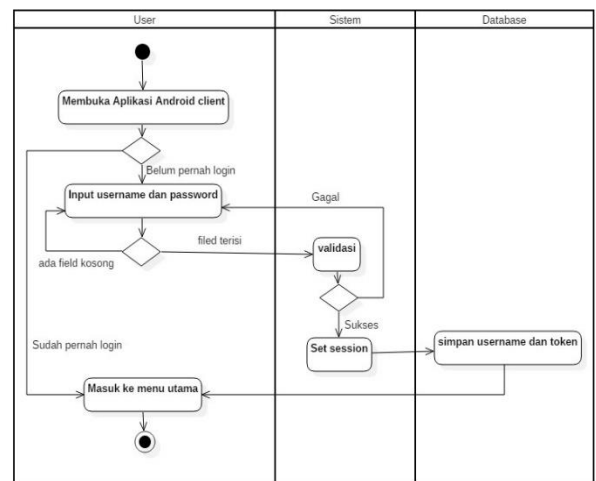 User
Sistem
Database
Membuka Aplikasi Android client
Belum pernah login
Input username dan password
Gagal
filed terisi
validasi
ada field kosong
Sukses
Sudah pernah login
Set session
simpan username dan token
Masuk ke menu utama